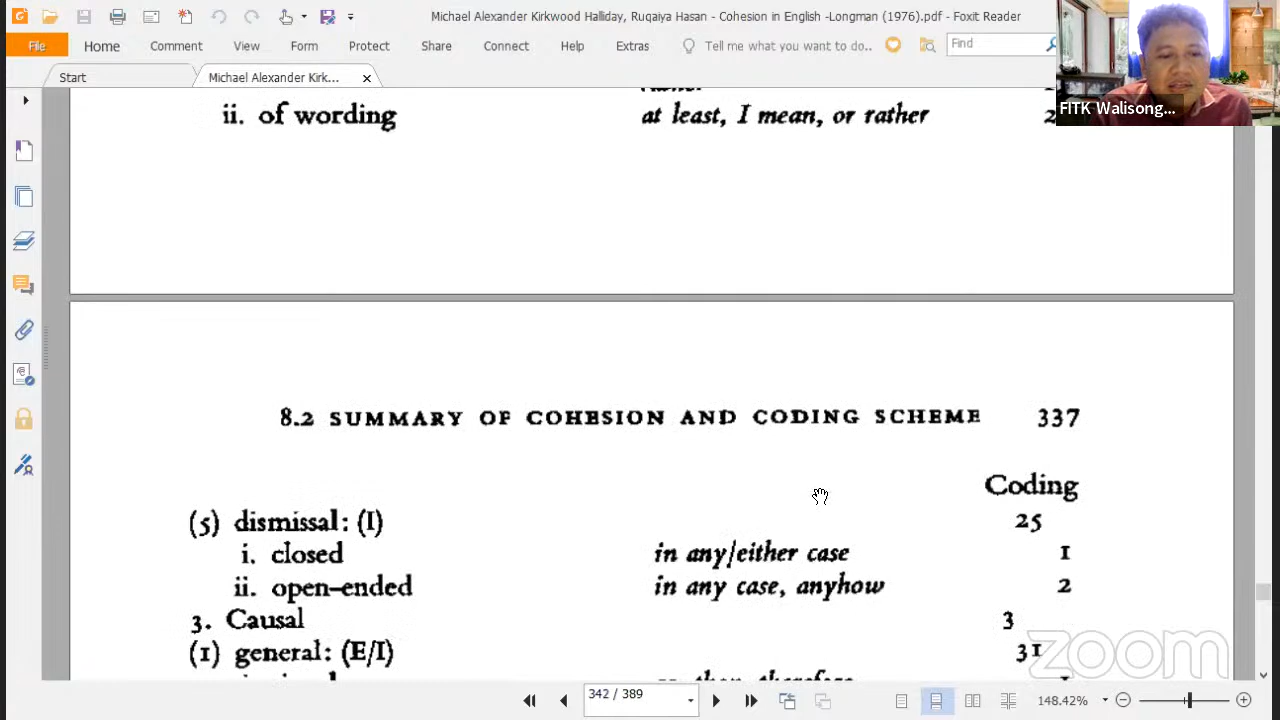 Michael Alexander Kirkwood Halliday, Ruqaiya Hasan - Cohesion in English -Longman (1976).pdf - Foxit Reader
File Home Comment View Form Protect Share Connect Help Extras Tell me what you want to do.. Find
Start Michael Alexander Kirk...
FITK Walisong...
ii. of wording at least, I mean, or rather 2
8.2 SUMMARY OF COHESION AND CODING SCHEME 337
Coding
(5) dismissal: (I) 25
i. closed in any/either case 1
ii. open-ended in any case, anyhow 2
3. Causal 3
(1) general: (E/I) 31
zoom
342 / 389 148.42%